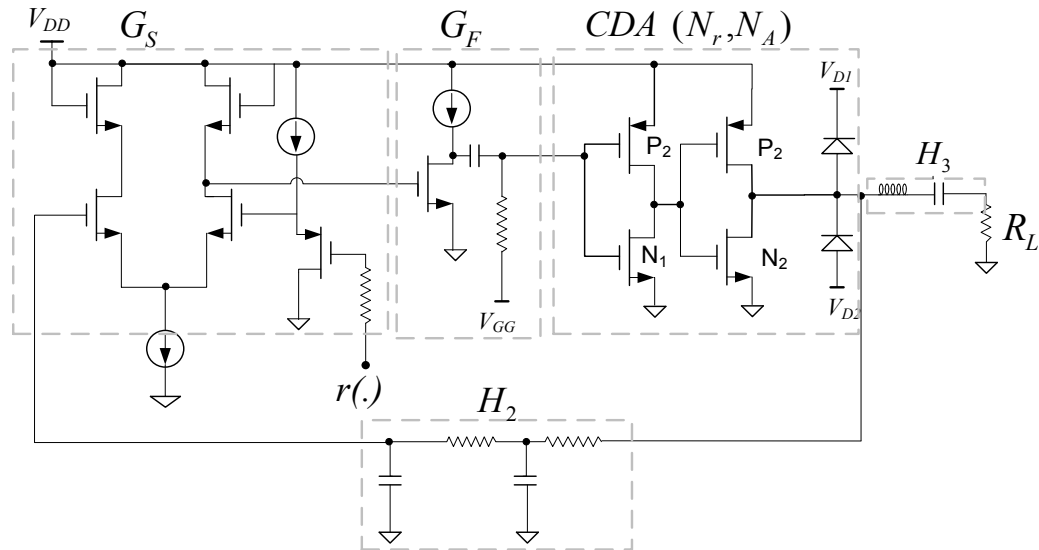 V_DD
G_S
G_F
CDA (N_r,N_A)
V_D1
P_2
P_2
H_3
R_L
N_1
N_2
V_GG
V_D2
r(.)
H_2